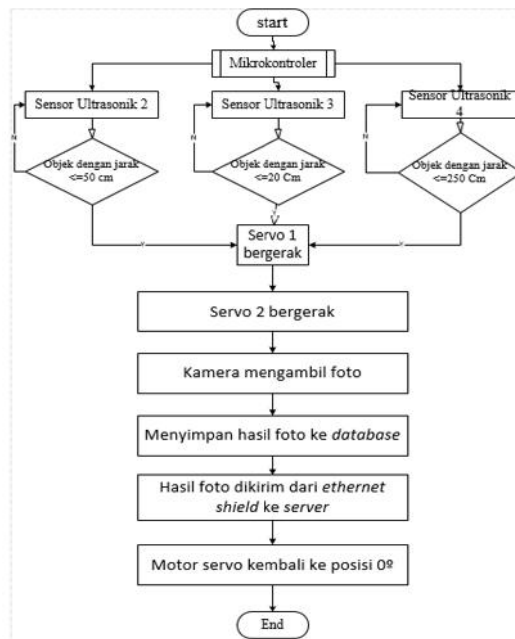 start
Mikrokontroler
Sensor Ultrasonik 2
Sensor Ultrasonik 3
Sensor Ultrasonik
4
N
N
N
Objek dengan jarak
<=50 cm
Objek dengan jarak
<=20 Cm
Objek dengan jarak
<=250 Cm
Y
Y
Y
Servo 1
bergerak
Servo 2 bergerak
Kamera mengambil foto
Menyimpan hasil foto ke database
Hasil foto dikirim dari ethernet
shield ke server
Motor servo kembali ke posisi 0º
End